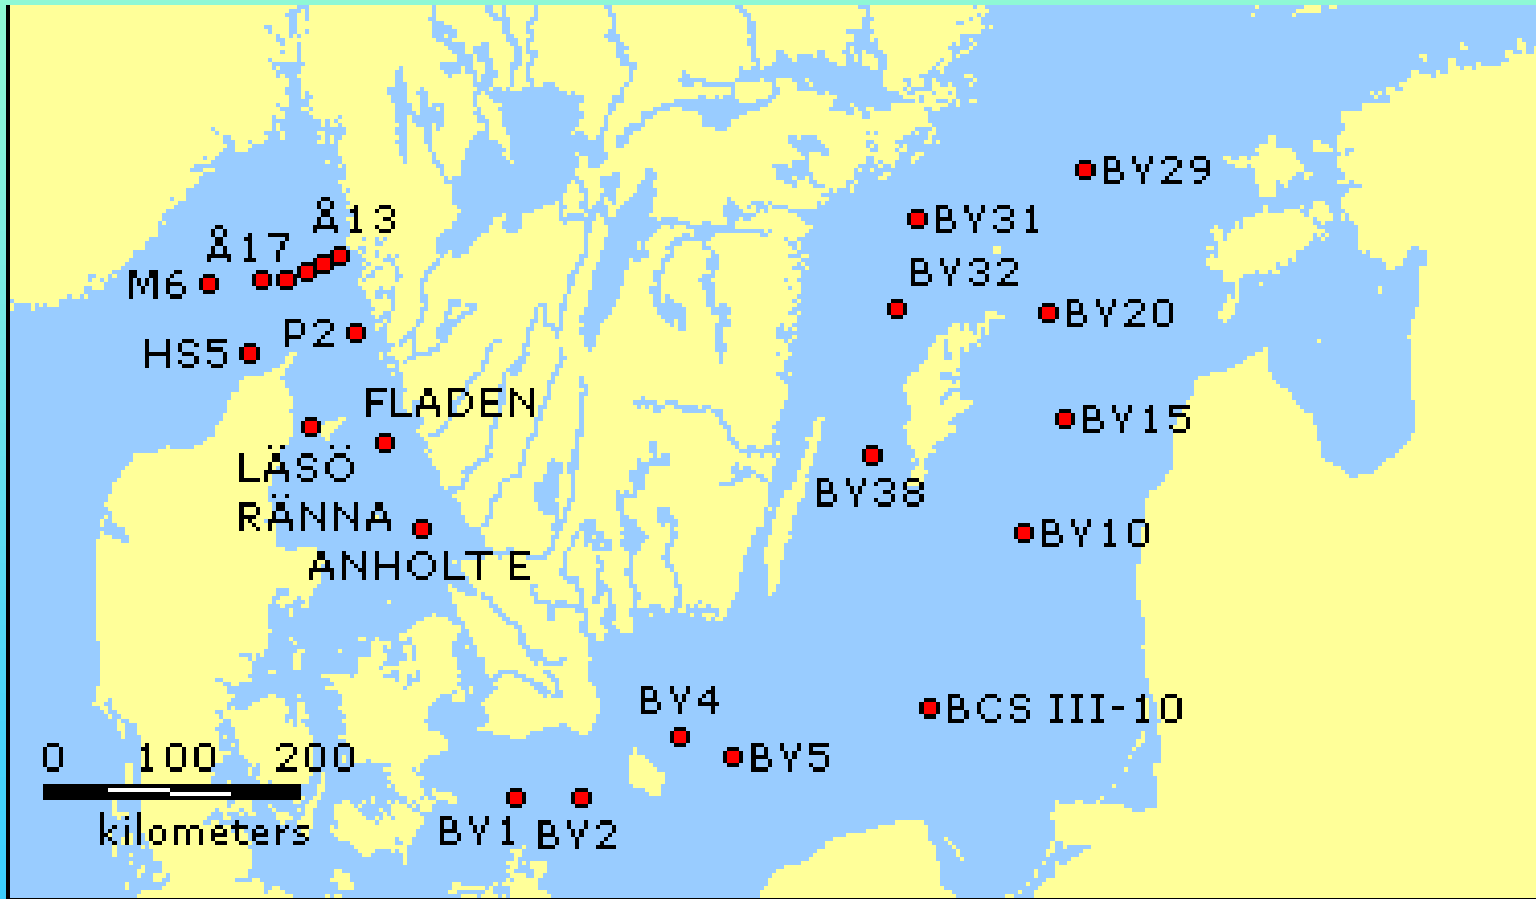 BY29
Å13
BY31
Å17
BY32
M6
BY20
P2
HS5
FLADEN
BY15
LÄSÖ
RÄNNA
BY38
BY10
ANHOLT E
BY4
BCS III-10
0 100 200
BY5
kilometers
BY1
BY2